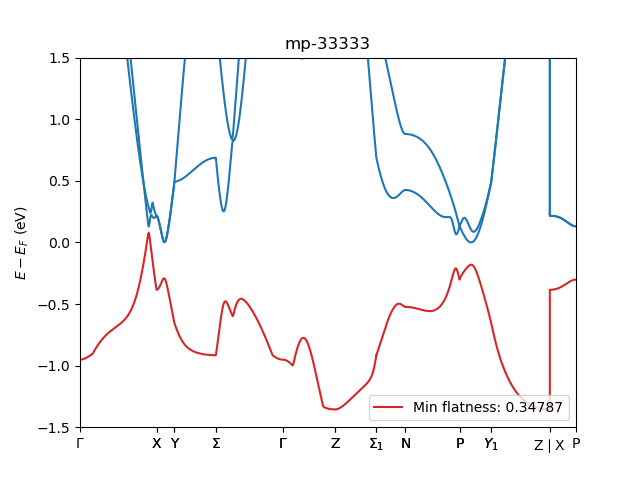 mp-33333
E − E_F (eV)
1.5
1.0
0.5
0.0
−0.5
−1.0
−1.5
Min flatness: 0.34787
Γ X Y Σ Γ Z Σ₁ N P Y₁ Z | X P